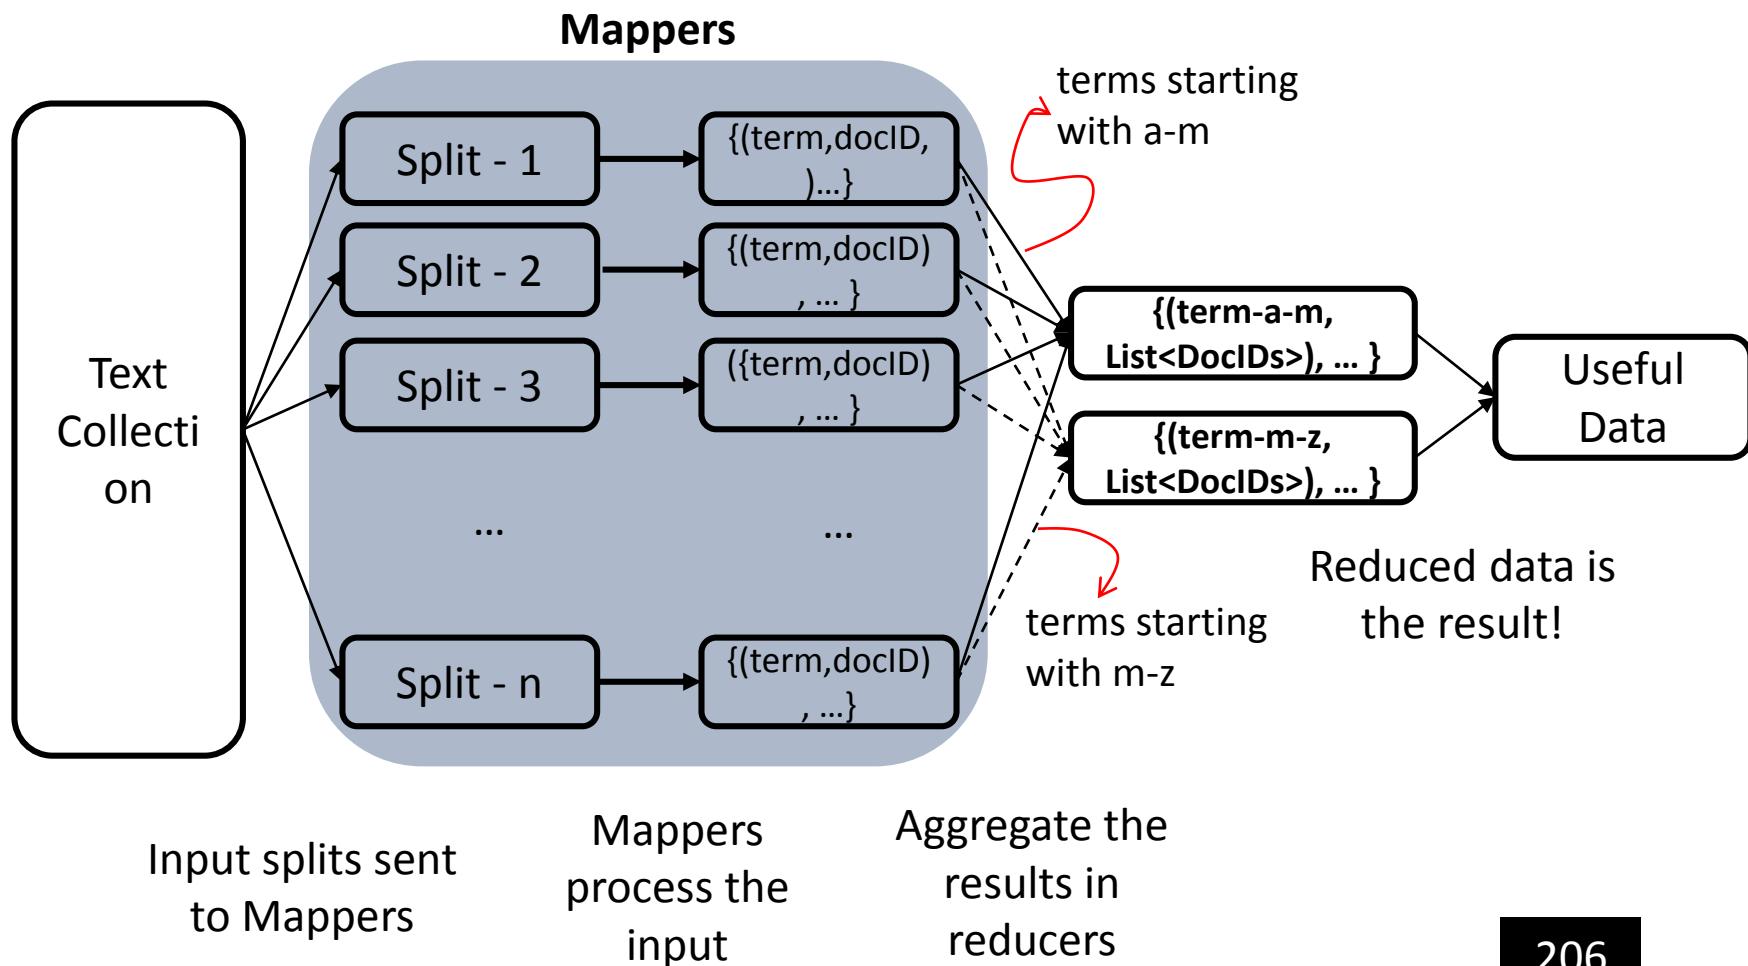 Mappers
terms starting
with a-m
Text
Collecti
on
Split - 1
{(term,docID,
)...}
Split - 2
{(term,docID)
, ... }
Split - 3
({term,docID)
, ... }
...
...
Split - n
{(term,docID)
, ...}
{(term-a-m,
List<DocIDs>), ... }
{(term-m-z,
List<DocIDs>), ... }
Useful
Data
terms starting
with m-z
Reduced data is
the result!
Input splits sent
to Mappers
Mappers
process the
input
Aggregate the
results in
reducers
206